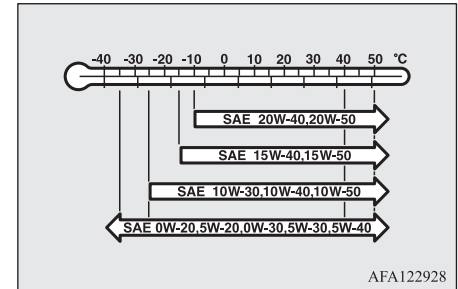 -40 -30 -20 -10 0 10 20 30 40 50 °C
SAE 20W-40,20W-50
SAE 15W-40,15W-50
SAE 10W-30,10W-40,10W-50
SAE 0W-20,5W-20,0W-30,5W-30,5W-40
AFA122928